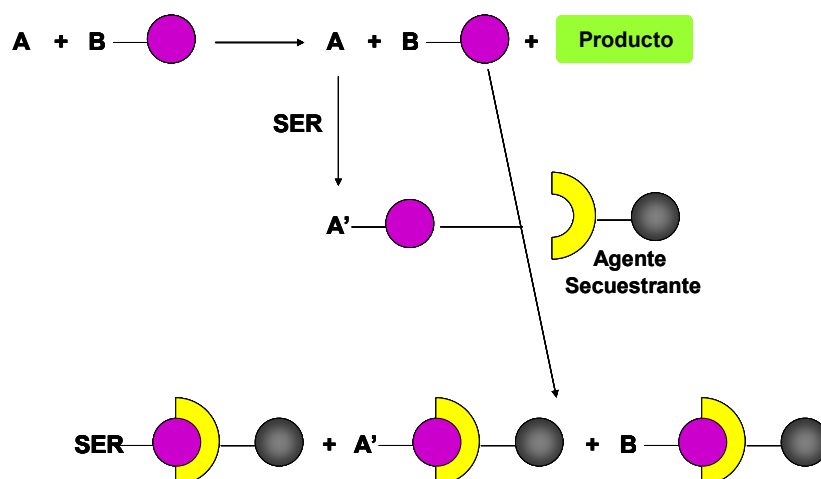 A + B A + B + Producto
SER
A’
Agente
Secuestrante
SER + A’ + B